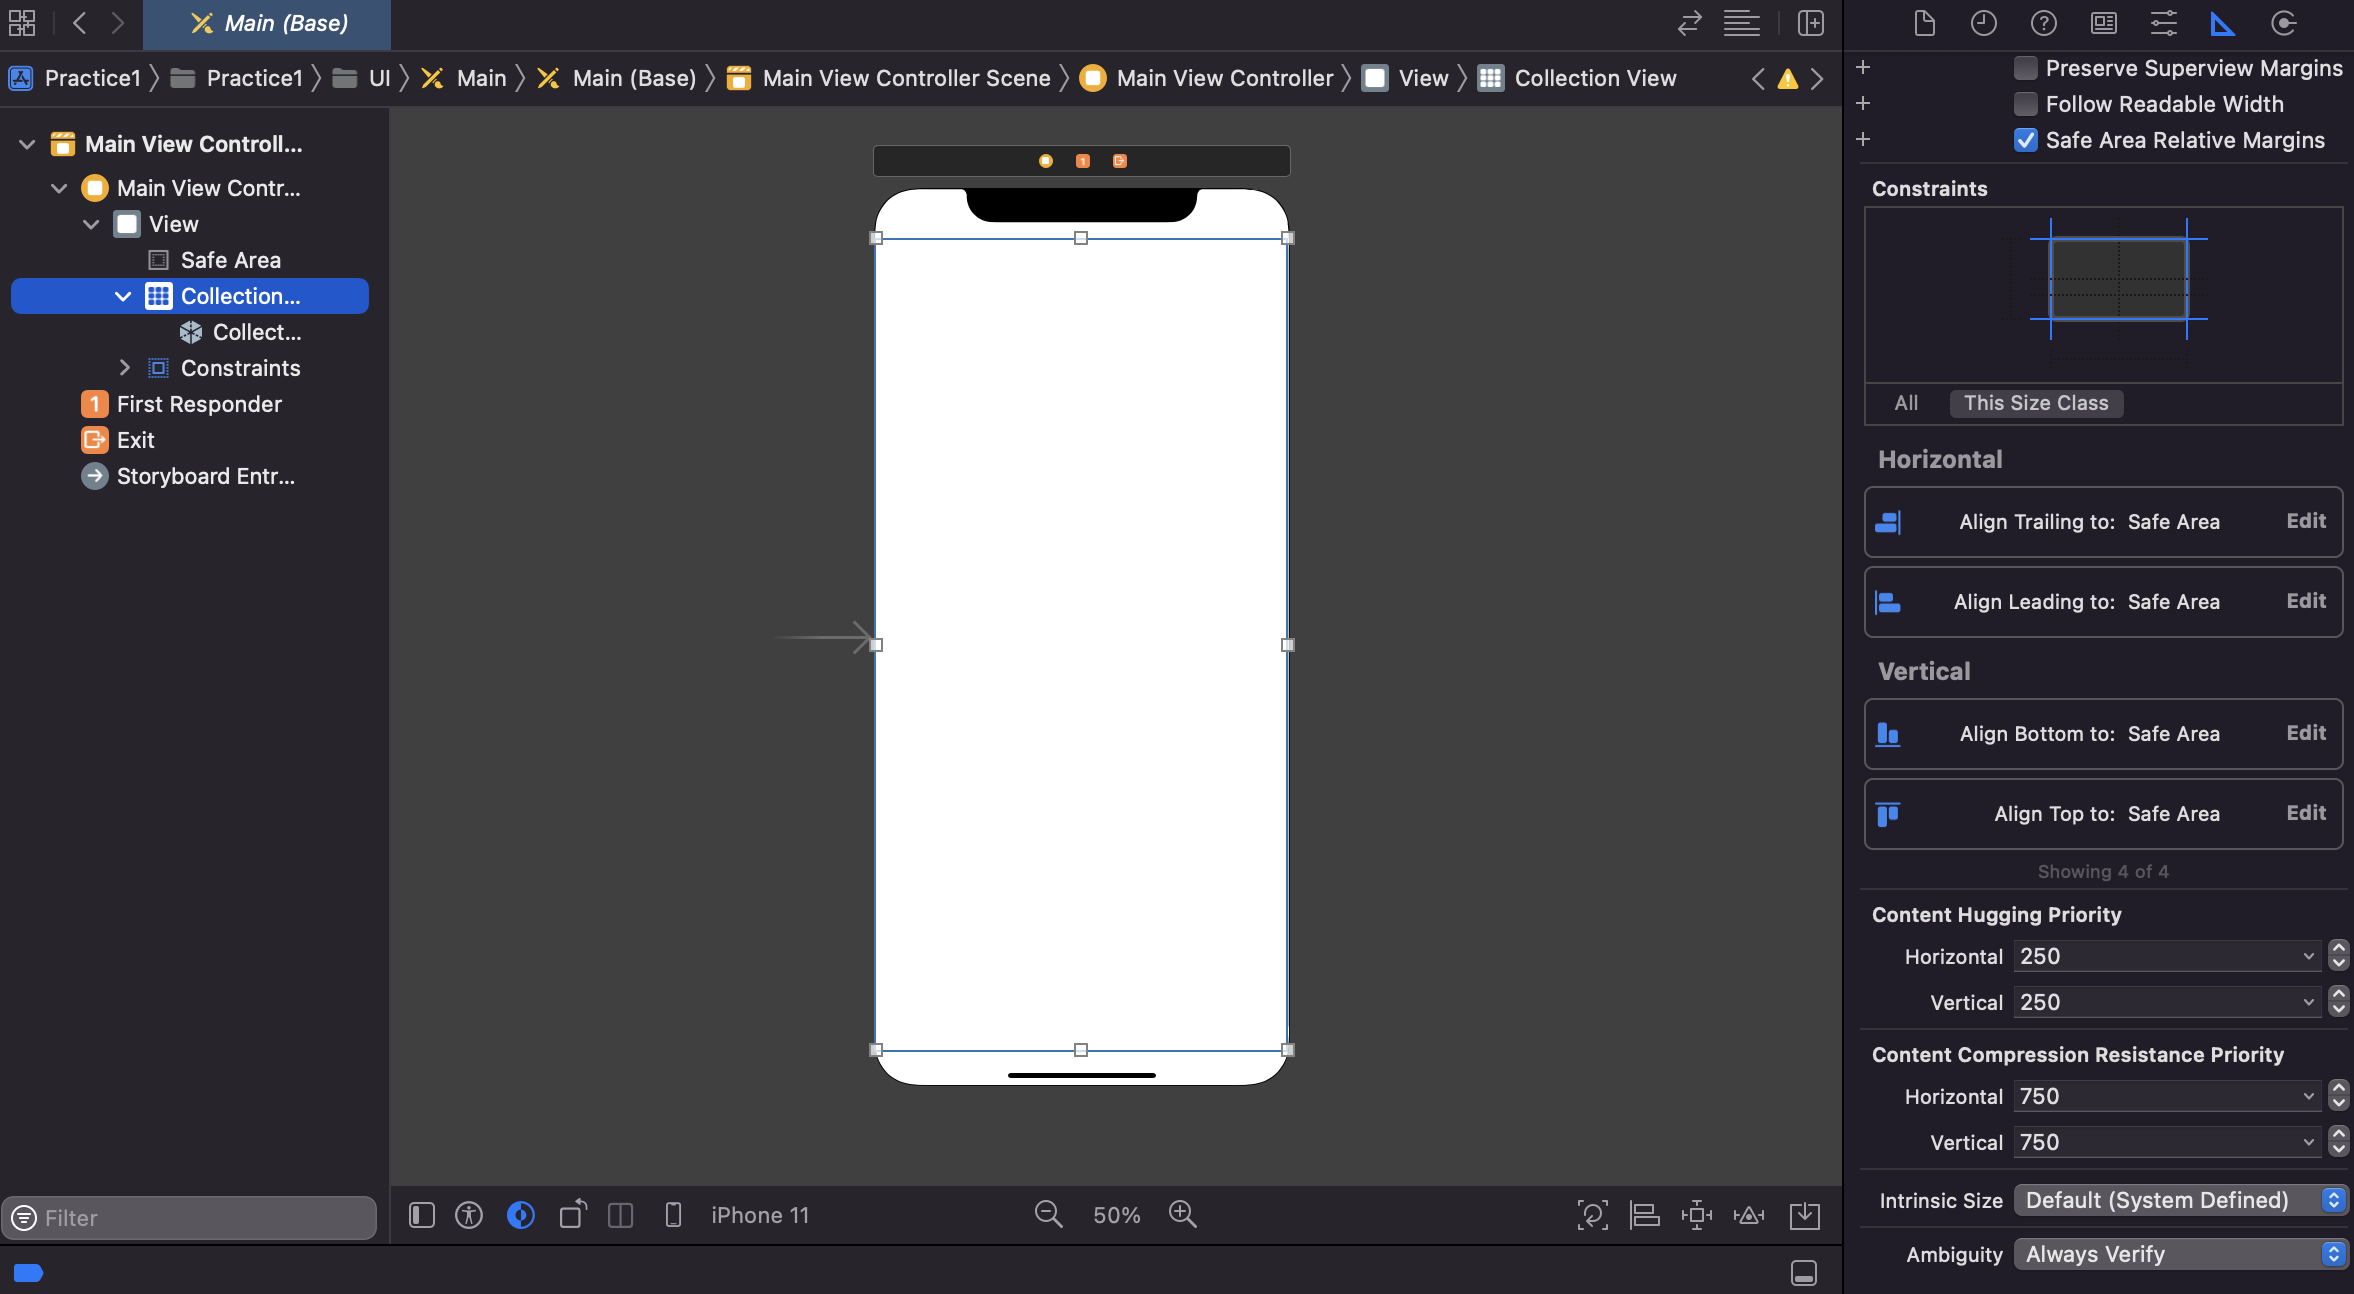 Main (Base)
Practice1
Practice1
UI
Main
Main (Base)
Main View Controller Scene
Main View Controller
View
Collection View
Main View Controll...
Main View Contr...
View
Safe Area
Collection...
Collect...
Constraints
First Responder
Exit
Storyboard Entr...
Filter
iPhone 11
50%
Preserve Superview Margins
Follow Readable Width
Safe Area Relative Margins
Constraints
All
This Size Class
Horizontal
Align Trailing to: Safe Area Edit
Align Leading to: Safe Area Edit
Vertical
Align Bottom to: Safe Area Edit
Align Top to: Safe Area Edit
Showing 4 of 4
Content Hugging Priority
Horizontal 250
Vertical 250
Content Compression Resistance Priority
Horizontal 750
Vertical 750
Intrinsic Size Default (System Defined)
Ambiguity Always Verify